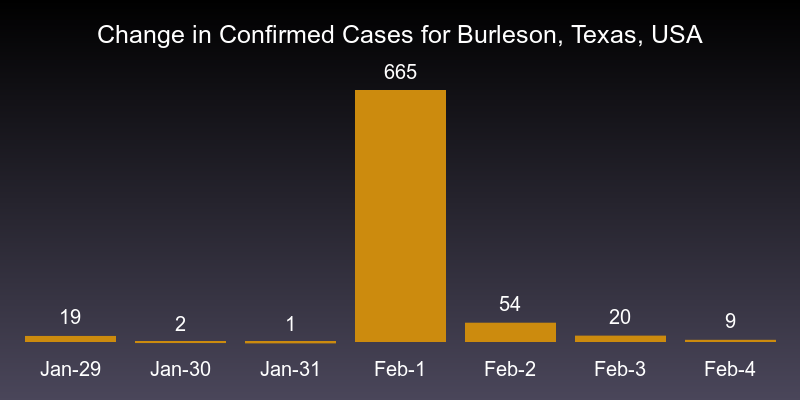 Change in Confirmed Cases for Burleson, Texas, USA
665
19 2 1 54 20 9
Jan-29 Jan-30 Jan-31 Feb-1 Feb-2 Feb-3 Feb-4